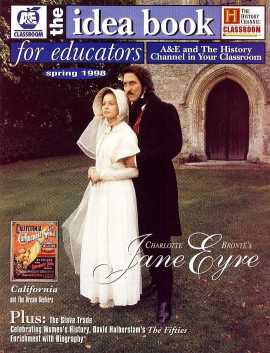 A&E
CLASSROOM
the idea book
for educators
spring 1998
A&E and The History
Channel in Your Classroom
H
THE
HISTORY
CHANNEL
CLASSROOM
CHARLOTTE BRONTË'S
Jane Eyre
CALIFORNIA
California
and the Dream Seekers
Plus: The Slave Trade
Celebrating Women's History, David Halberstam's The Fifties
Enrichment with Biography